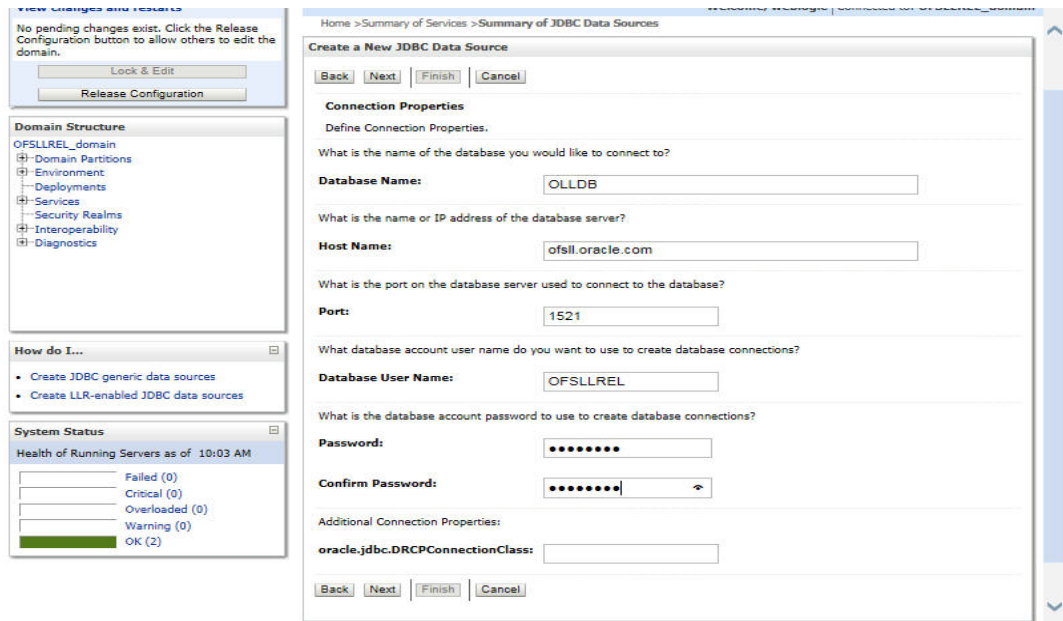 View changes and restarts
No pending changes exist. Click the Release
Configuration button to allow others to edit the
domain.
Lock & Edit
Release Configuration
Domain Structure
OFSLLREL_domain
Domain Partitions
Environment
Deployments
Services
Security Realms
Interoperability
Diagnostics
How do I...
Create JDBC generic data sources
Create LLR-enabled JDBC data sources
System Status
Health of Running Servers as of 10:03 AM
Failed (0)
Critical (0)
Overloaded (0)
Warning (0)
OK (2)
Welcome, weblogic Connected to: OFSLLREL_domain
Home >Summary of Services >Summary of JDBC Data Sources
Create a New JDBC Data Source
Back Next Finish Cancel
Connection Properties
Define Connection Properties.
What is the name of the database you would like to connect to?
Database Name: OLLDB
What is the name or IP address of the database server?
Host Name: ofsll.oracle.com
What is the port on the database server used to connect to the database?
Port: 1521
What database account user name do you want to use to create database connections?
Database User Name: OFSLLREL
What is the database account password to use to create database connections?
Password: ●●●●●●●●
Confirm Password: ●●●●●●●●
Additional Connection Properties:
oracle.jdbc.DRCPConnectionClass:
Back Next Finish Cancel